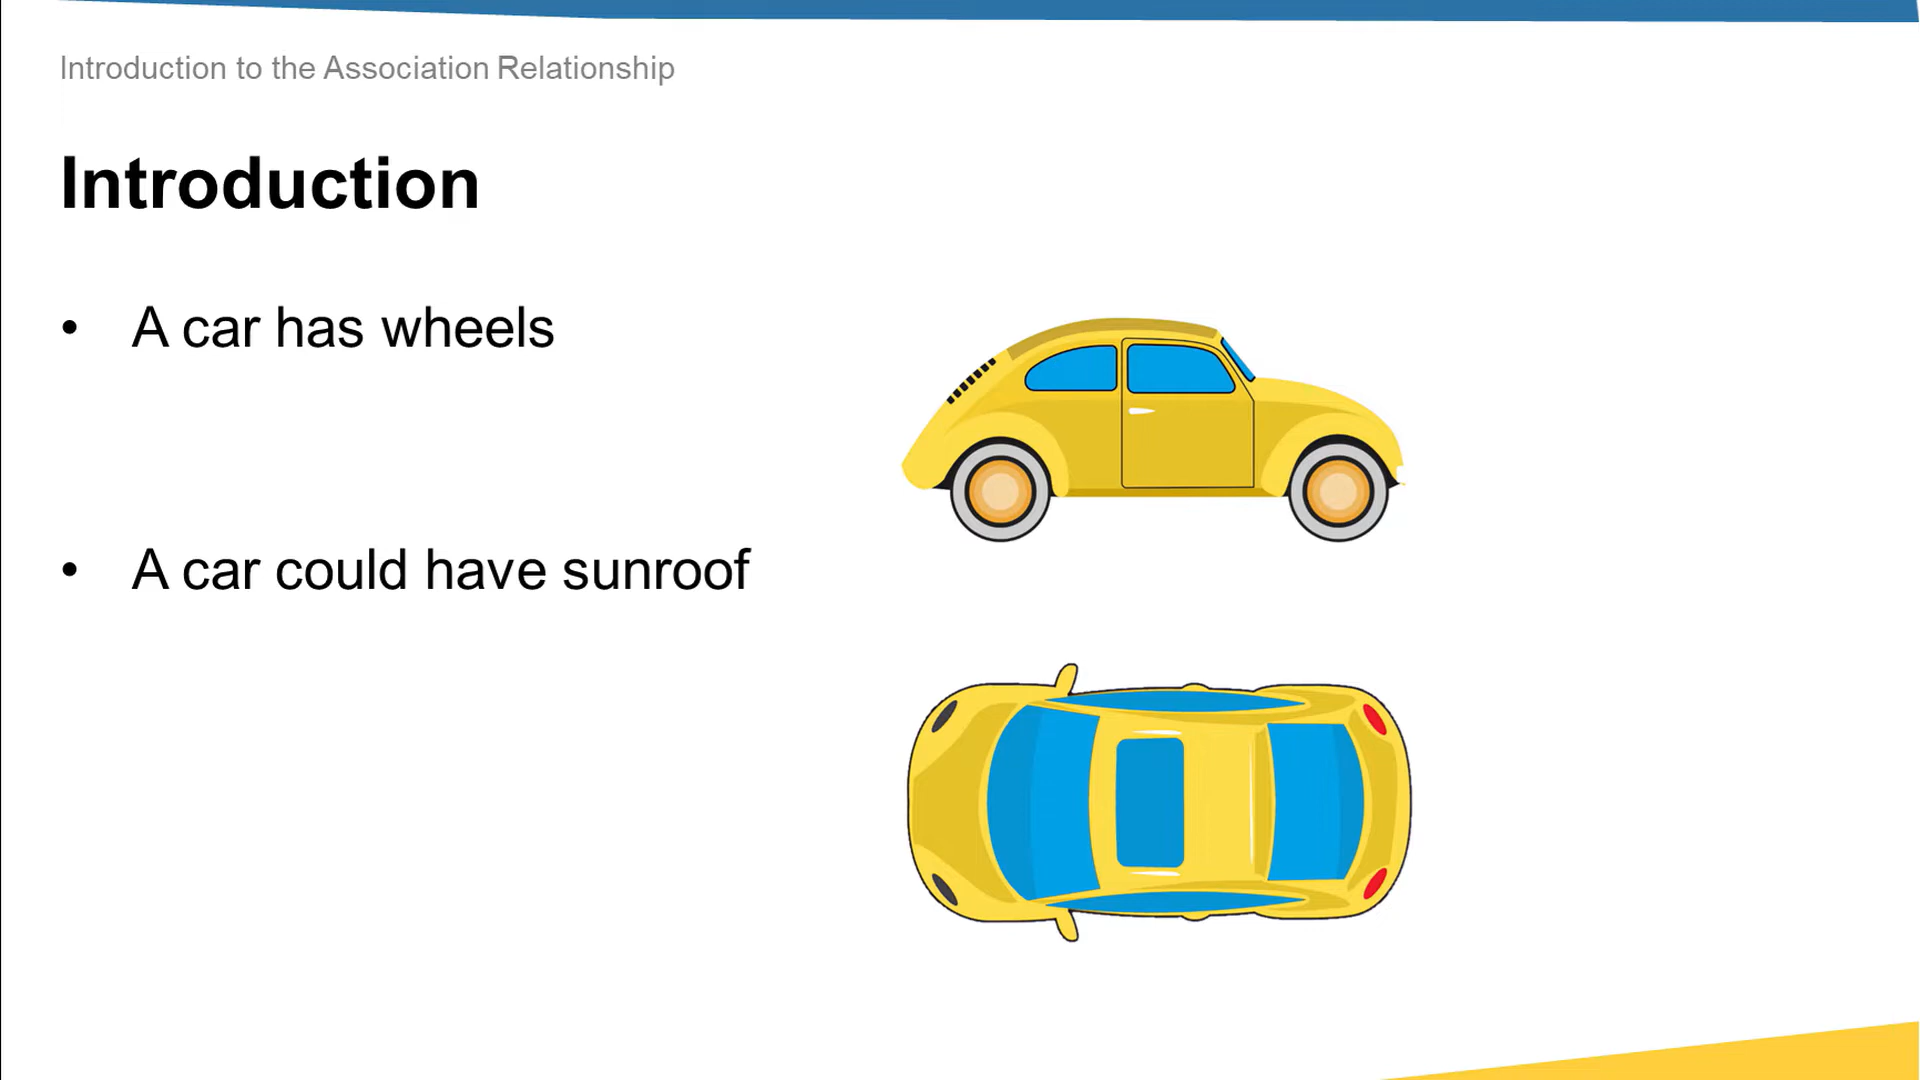 Introduction to the Association Relationship
Introduction
• A car has wheels
• A car could have sunroof